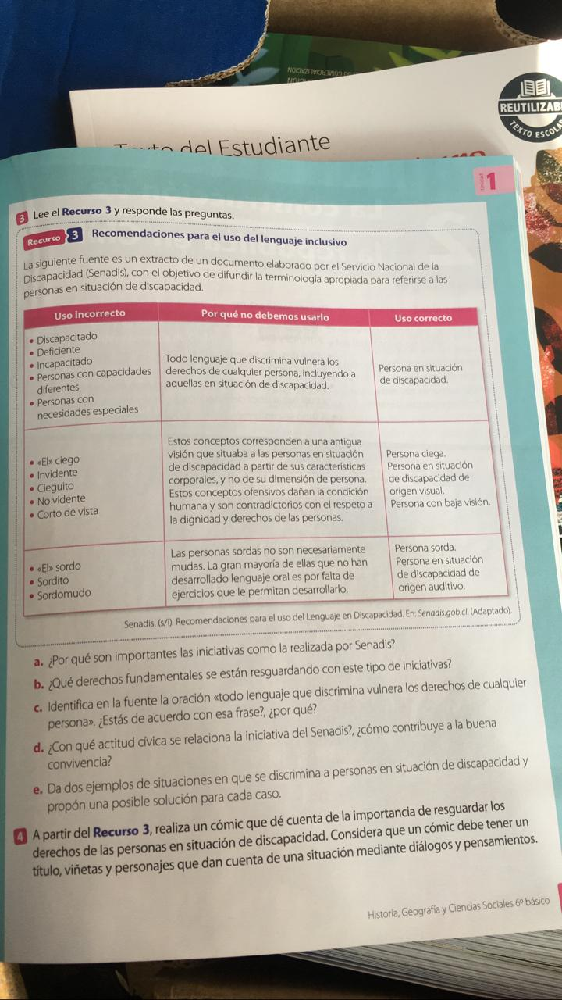 COMERCIALIZACIÓN
REUTILIZAB
TEXTO ESCOLA
del Estudiante
Unidad
1
3 Lee el Recurso 3 y responde las preguntas.
Recurso 3 Recomendaciones para el uso del lenguaje inclusivo
La siguiente fuente es un extracto de un documento elaborado por el Servicio Nacional de la
Discapacidad (Senadis), con el objetivo de difundir la terminología apropiada para referirse a las
personas en situación de discapacidad.
Uso incorrecto
Por qué no debemos usarlo
Uso correcto
• Discapacitado
• Deficiente
• Incapacitado
• Personas con capacidades
diferentes
• Personas con
necesidades especiales
Todo lenguaje que discrimina vulnera los
derechos de cualquier persona, incluyendo a
aquellas en situación de discapacidad.
Persona en situación
de discapacidad.
• «El» ciego
• Invidente
• Cieguito
• No vidente
• Corto de vista
Estos conceptos corresponden a una antigua
visión que situaba a las personas en situación
de discapacidad a partir de sus características
corporales, y no de su dimensión de persona.
Estos conceptos ofensivos dañan la condición
humana y son contradictorios con el respeto a
la dignidad y derechos de las personas.
Persona ciega.
Persona en situación
de discapacidad de
origen visual.
Persona con baja visión.
• «El» sordo
• Sordito
• Sordomudo
Las personas sordas no son necesariamente
mudas. La gran mayoría de ellas que no han
desarrollado lenguaje oral es por falta de
ejercicios que le permitan desarrollarlo.
Persona sorda.
Persona en situación
de discapacidad de
origen auditivo.
Senadis. (s/i). Recomendaciones para el uso del Lenguaje en Discapacidad. En: Senadis.gob.cl. (Adaptado).
a. ¿Por qué son importantes las iniciativas como la realizada por Senadis?
b. ¿Qué derechos fundamentales se están resguardando con este tipo de iniciativas?
c. Identifica en la fuente la oración «todo lenguaje que discrimina vulnera los derechos de cualquier
persona». ¿Estás de acuerdo con esa frase?, ¿por qué?
d. ¿Con qué actitud cívica se relaciona la iniciativa del Senadis?, ¿cómo contribuye a la buena
convivencia?
e. Da dos ejemplos de situaciones en que se discrimina a personas en situación de discapacidad y
propón una posible solución para cada caso.
4 A partir del Recurso 3, realiza un cómic que dé cuenta de la importancia de resguardar los
derechos de las personas en situación de discapacidad. Considera que un cómic debe tener un
título, viñetas y personajes que dan cuenta de una situación mediante diálogos y pensamientos.
Historia, Geografía y Ciencias Sociales 6º básico